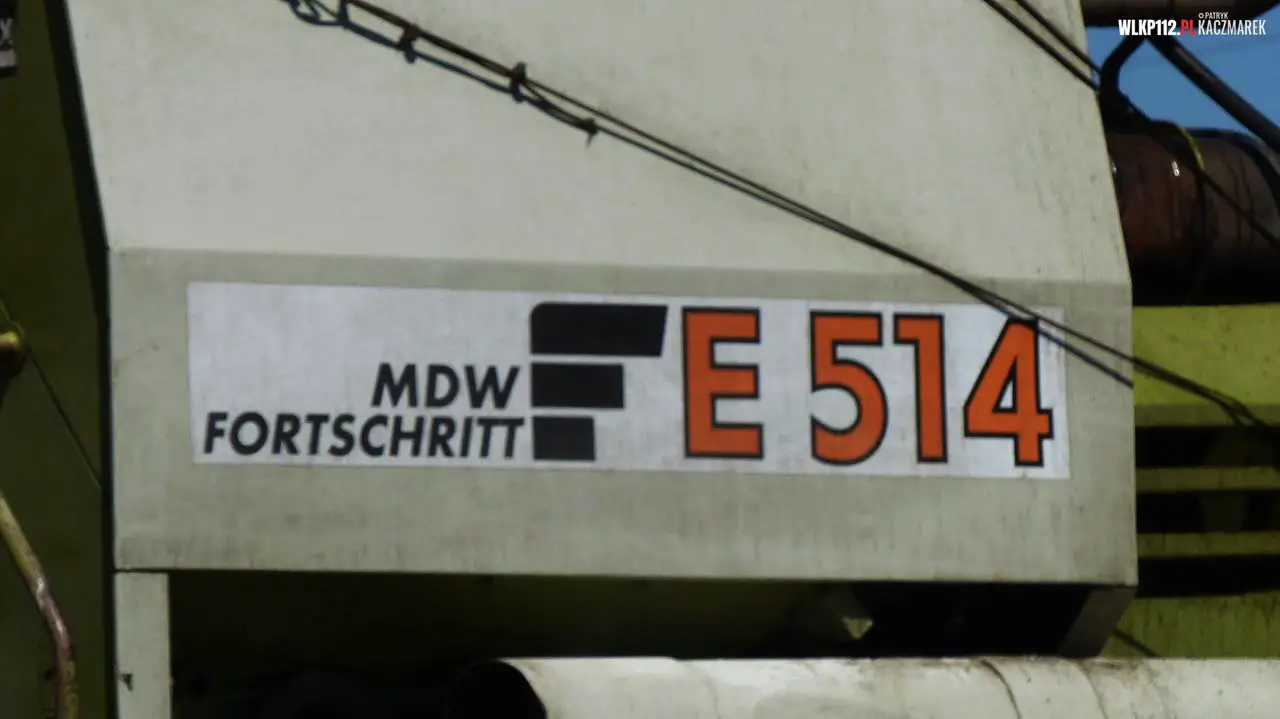 WLKP112.PL © PATRYK KACZMAREK
MDW
FORTSCHRITT
E 514